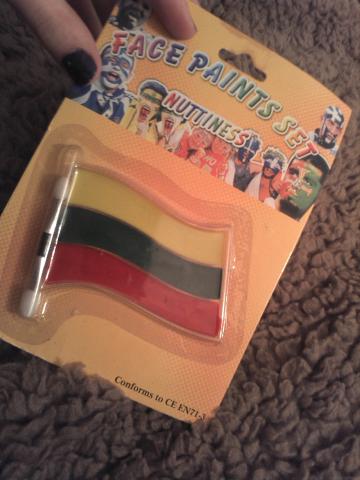 FACE PAINTS SET
NUTTINESS
Conforms to CE EN71-3